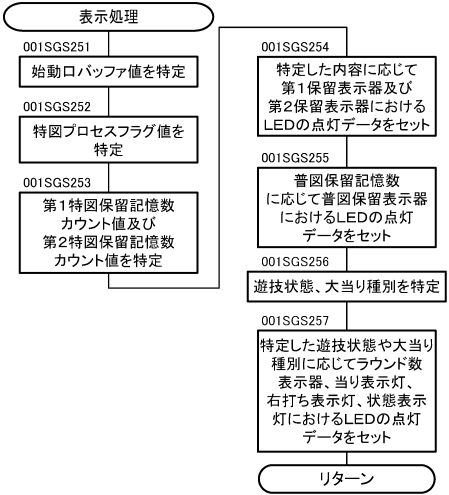 表示処理
001SGS251
始動口バッファ値を特定
001SGS252
特図プロセスフラグ値を
特定
001SGS253
第１特図保留記憶数
カウント値及び
第２特図保留記憶数
カウント値を特定
001SGS254
特定した内容に応じて
第１保留表示器及び
第２保留表示器における
ＬＥＤの点灯データをセット
001SGS255
普図保留記憶数
に応じて普図保留表示器
におけるＬＥＤの点灯
データをセット
001SGS256
遊技状態、大当り種別を特定
001SGS257
特定した遊技状態や大当り
種別に応じてラウンド数
表示器、当り表示灯、
右打ち表示灯、状態表示
灯におけるＬＥＤの点灯
データをセット
リターン